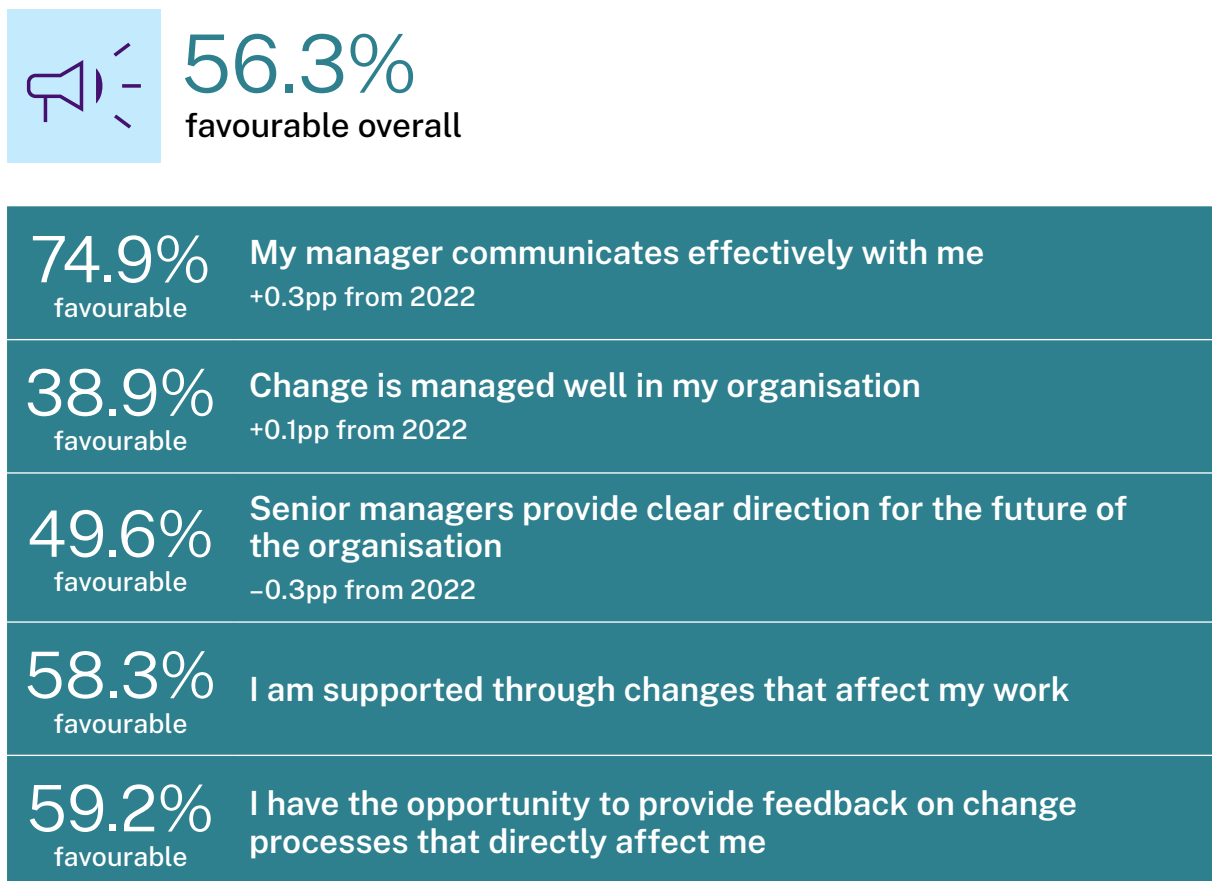 56.3%
favourable overall
74.9%
favourable
My manager communicates effectively with me
+0.3pp from 2022
38.9%
favourable
Change is managed well in my organisation
+0.1pp from 2022
49.6%
favourable
Senior managers provide clear direction for the future of
the organisation
–0.3pp from 2022
58.3%
favourable
I am supported through changes that affect my work
59.2%
favourable
I have the opportunity to provide feedback on change
processes that directly affect me